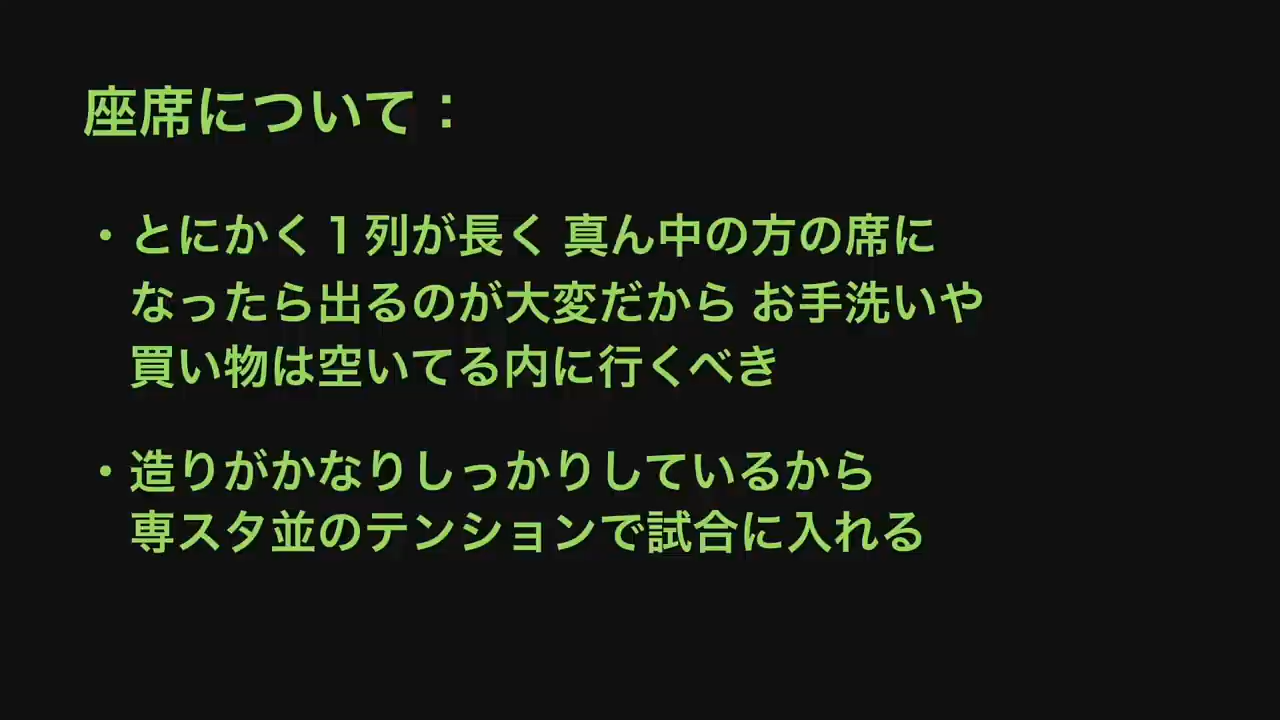 座席について：
・とにかく１列が長く 真ん中の方の席に
なったら出るのが大変だから お手洗いや
買い物は空いてる内に行くべき
・造りがかなりしっかりしているから
専スタ並のテンションで試合に入れる